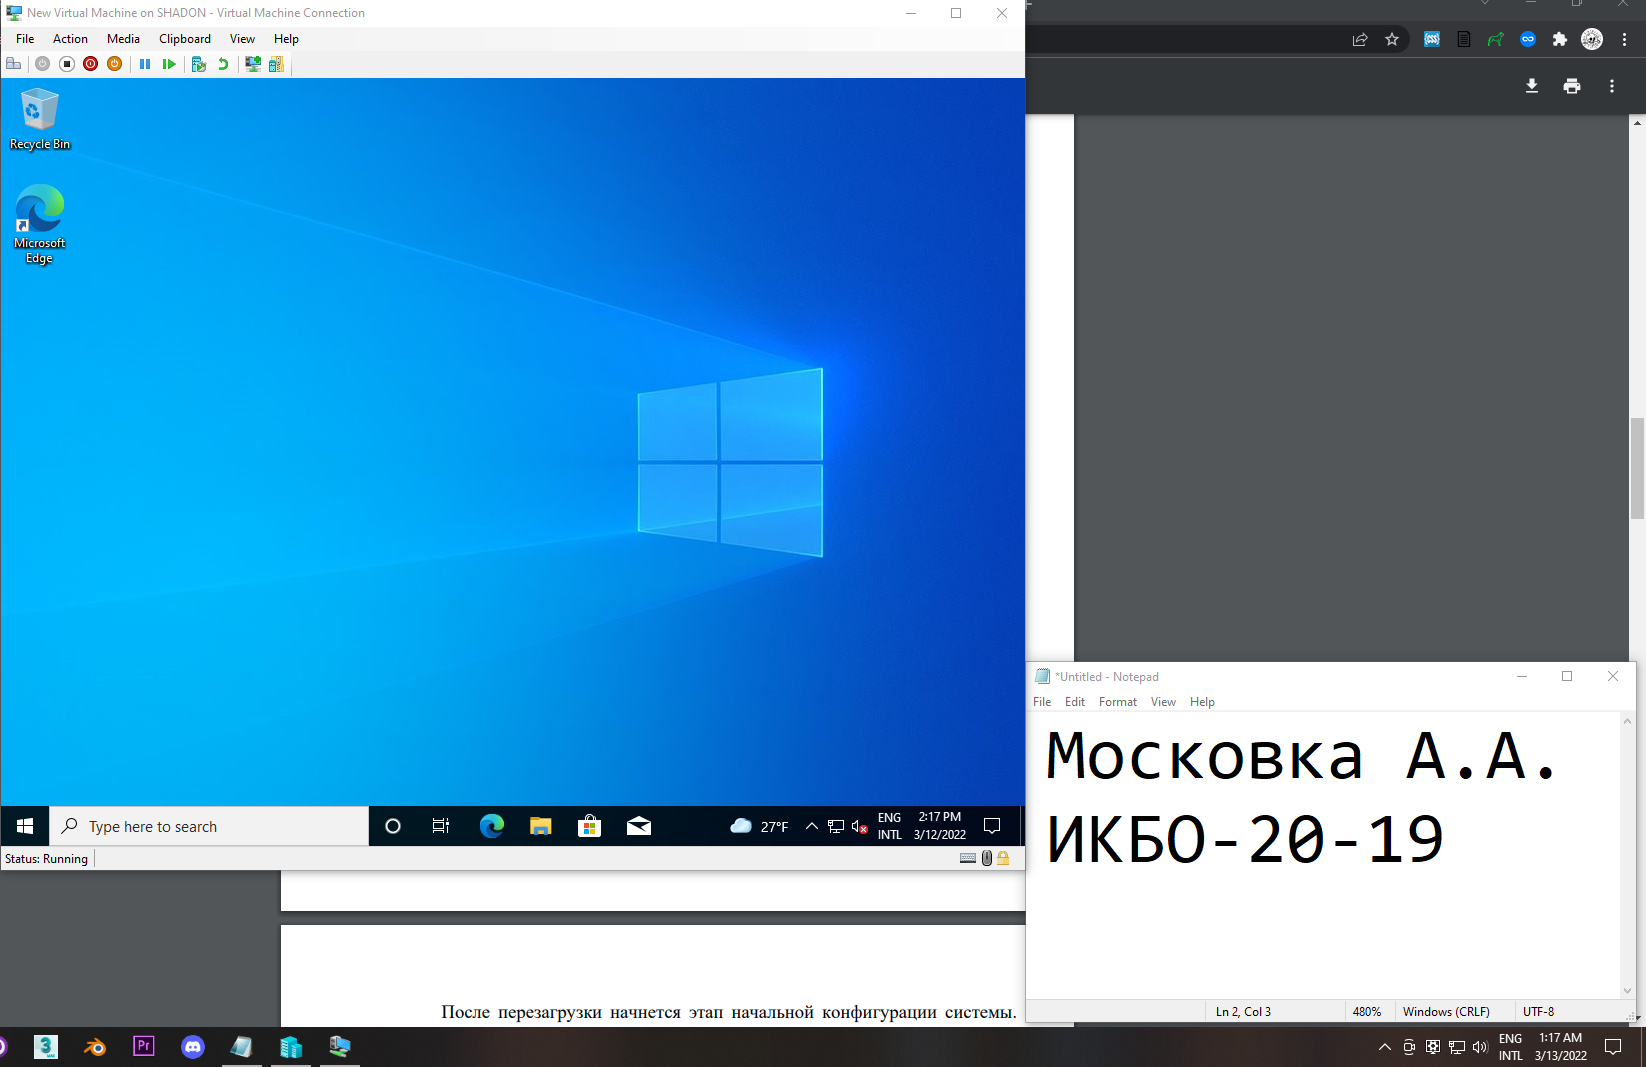 New Virtual Machine on SHADON - Virtual Machine Connection
File Action Media Clipboard View Help
Recycle Bin
Microsoft
Edge
Type here to search
27°F
ENG
INTL
2:17 PM
3/12/2022
Status: Running
*Untitled - Notepad
File Edit Format View Help
Московка А.А.
ИКБО-20-19
Ln 2, Col 3 480% Windows (CRLF) UTF-8
После перезагрузки начнется этап начальной конфигурации системы.
3
Pr
ENG
INTL
1:17 AM
3/13/2022